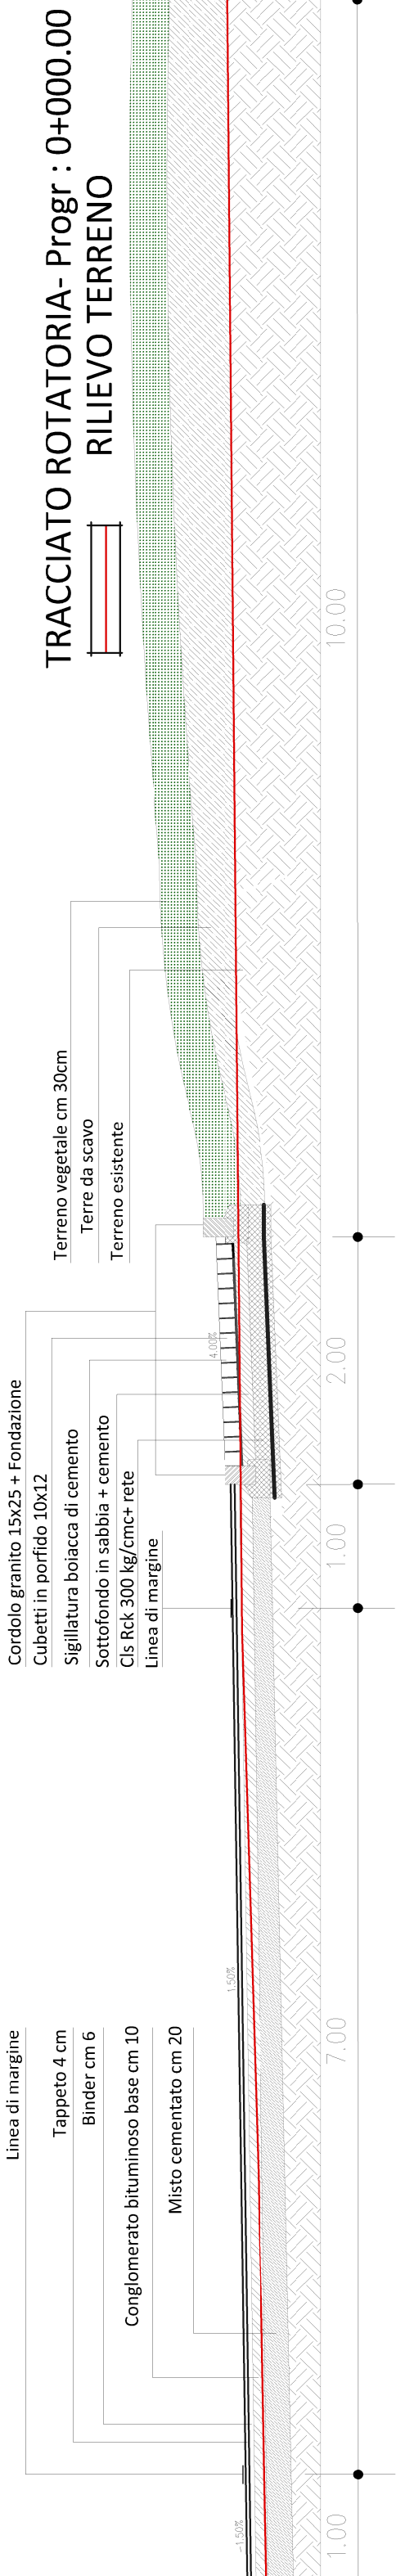 TRACCIATO ROTATORIA- Progr : 0+000.00
RILIEVO TERRENO
Linea di margine
Tappeto 4 cm
Binder cm 6
Conglomerato bituminoso base cm 10
Misto cementato cm 20
Cordolo granito 15x25 + Fondazione
Cubetti in porfido 10x12
Sigillatura boiacca di cemento
Sottofondo in sabbia + cemento
Cls Rck 300 kg/cmc+ rete
Linea di margine
Terreno vegetale cm 30cm
Terre da scavo
Terreno esistente
1.50%
1.50%
4.00%
1.00
7.00
1.00
2.00
10.00